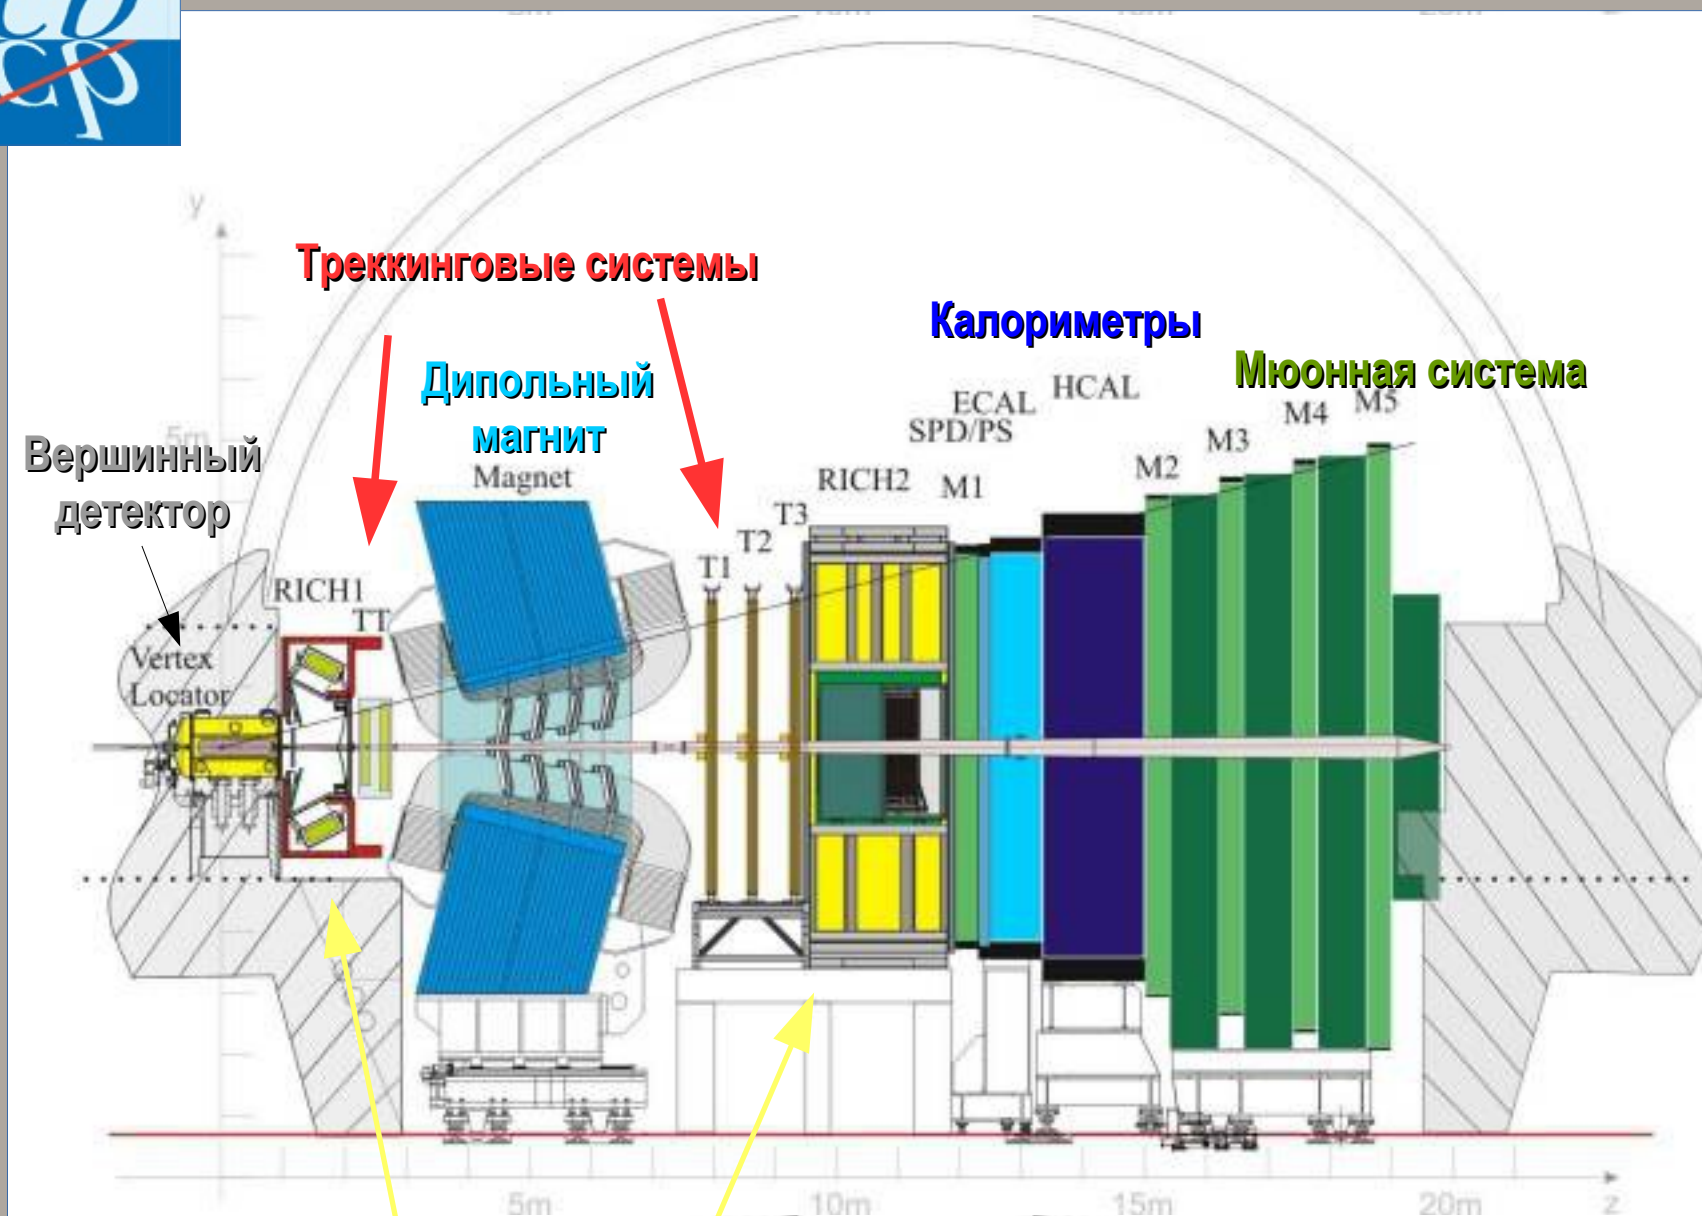 y
Треккинговые системы
Калориметры
Мюонная система
Дипольный
магнит
Magnet
Вершинный
детектор
5m
HCAL
ECAL
SPD/PS
M1
M2
M3
M4
M5
RICH2
T3
T2
T1
RICH1
TT
Vertex
Locator
5m
10m
15m
20m
z